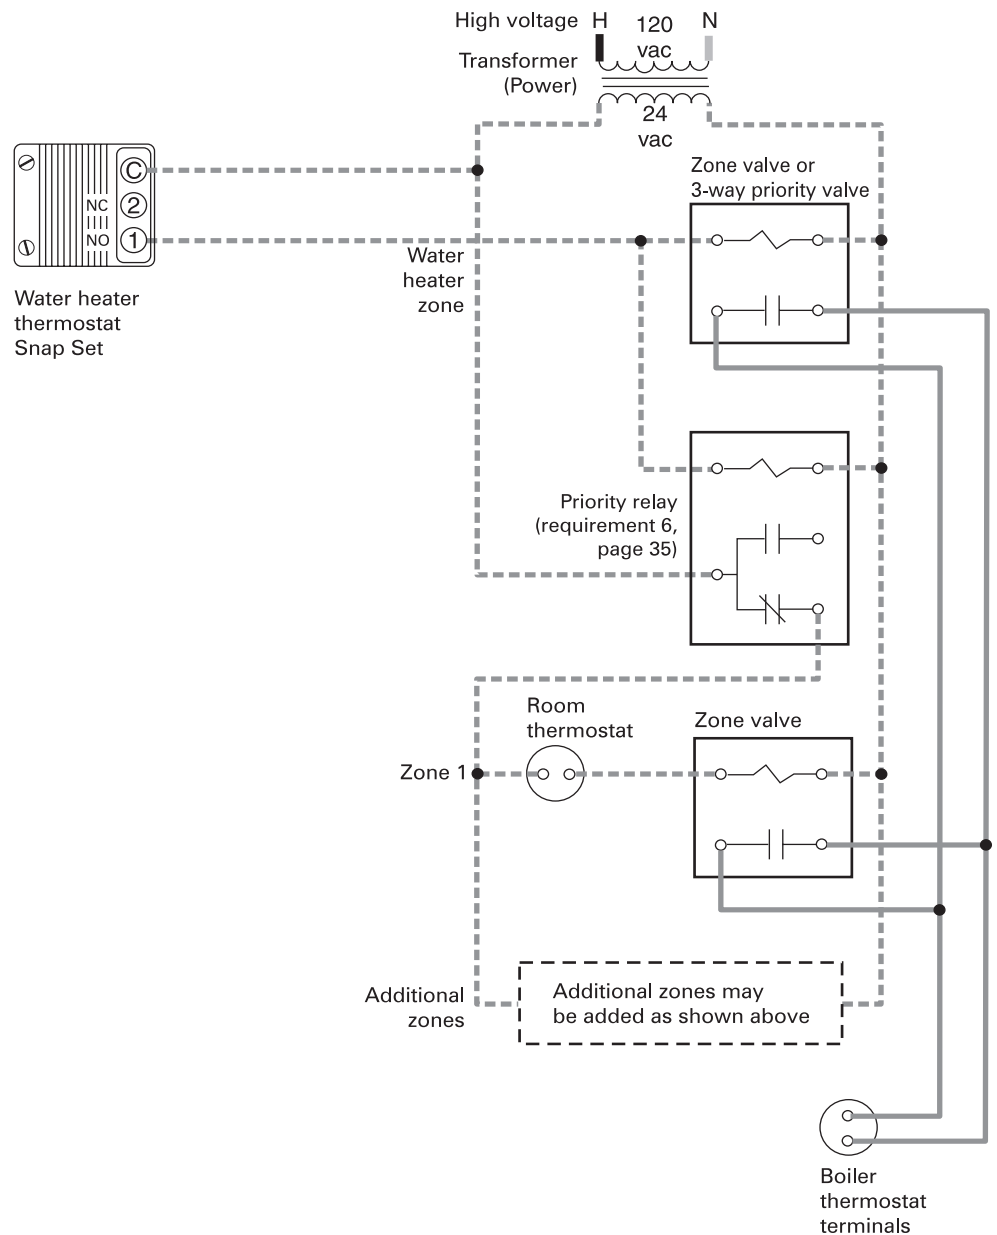 High voltage H 120 N
vac
Transformer
(Power)
24
vac
C
NC 2
NO 1
Water heater
thermostat
Snap Set
Water
heater
zone
Zone valve or
3-way priority valve
Priority relay
(requirement 6,
page 35)
Room
thermostat
Zone valve
Zone 1
Additional
zones
Additional zones may
be added as shown above
Boiler
thermostat
terminals